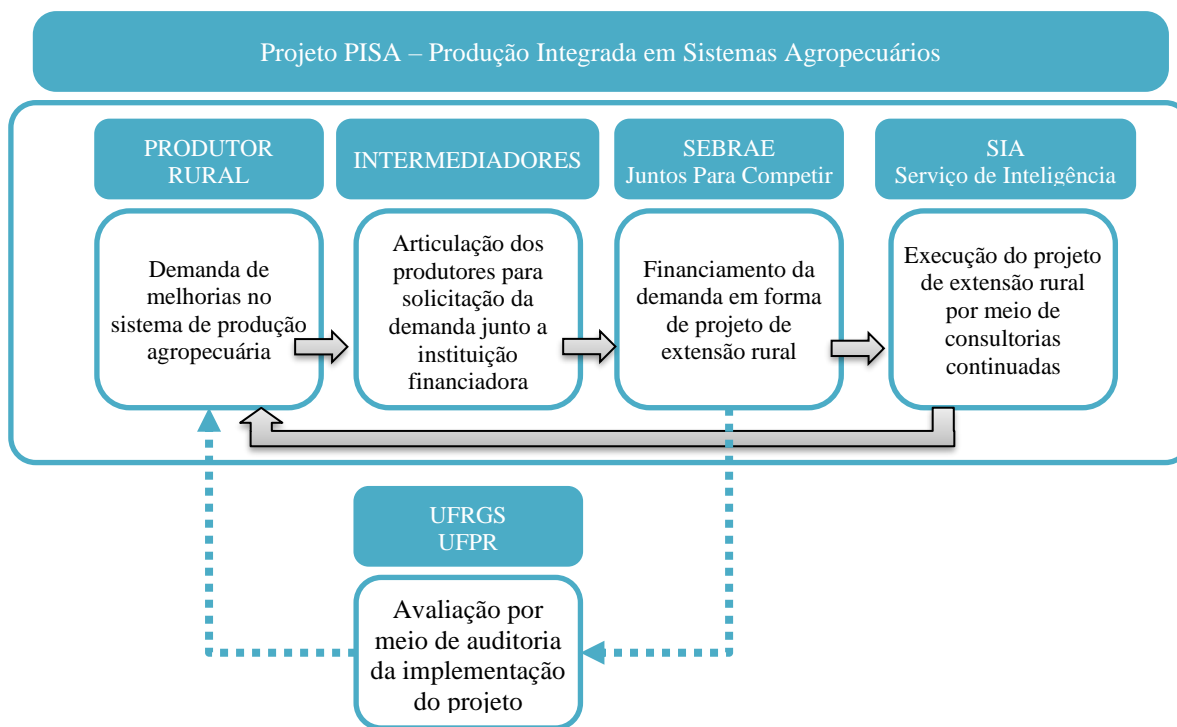 Projeto PISA – Produção Integrada em Sistemas Agropecuários
PRODUTOR
RURAL
Demanda de
melhorias no
sistema de produção
agropecuária
INTERMEDIADORES
Articulação dos
produtores para
solicitação da
demanda junto a
instituição
financiadora
SEBRAE
Juntos Para Competir
Financiamento da
demanda em forma
de projeto de
extensão rural
SIA
Serviço de Inteligência
Execução do projeto
de extensão rural
por meio de
consultorias
continuadas
UFRGS
UFPR
Avaliação por
meio de auditoria
da implementação
do projeto